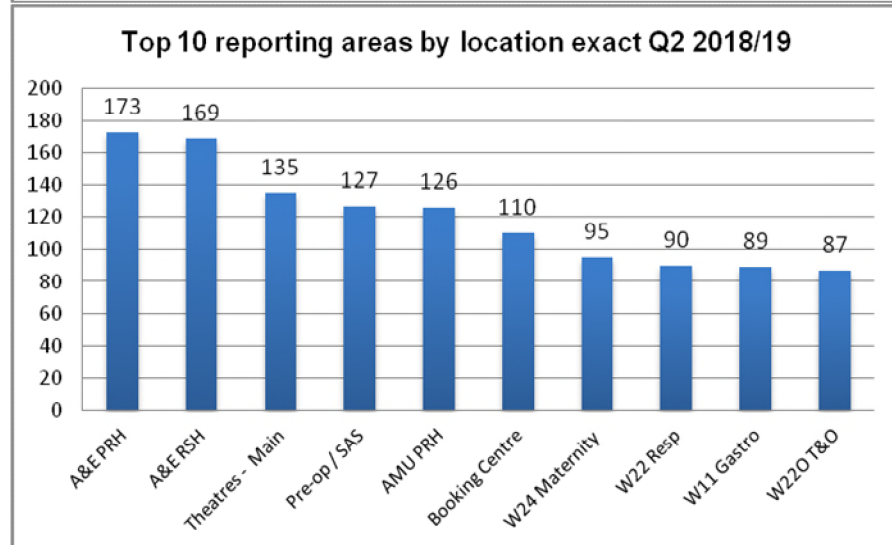 Top 10 reporting areas by location exact Q2 2018/19
200
180
160
140
120
100
80
60
40
20
0
173
169
135
127
126
110
95
90
89
87
A&E PRH
A&E RSH
Theatres - Main
Pre-op / SAS
AMU PRH
Booking Centre
W24 Maternity
W22 Resp
W11 Gastro
W22O T&O